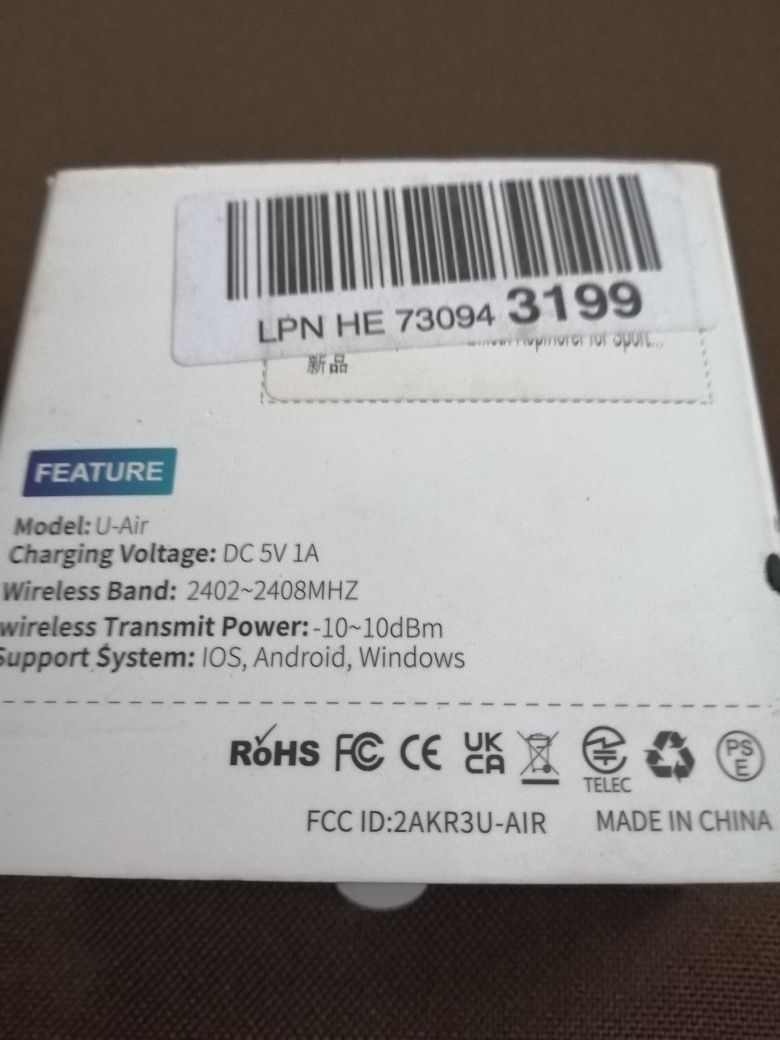 LPN HE 73094 3199
for Sport...
新品
FEATURE
Model: U-Air
Charging Voltage: DC 5V 1A
Wireless Band: 2402~2408MHZ
wireless Transmit Power: -10~10dBm
Support System: IOS, Android, Windows
RoHS FC CE UK CA TELEC PS E
FCC ID:2AKR3U-AIR MADE IN CHINA